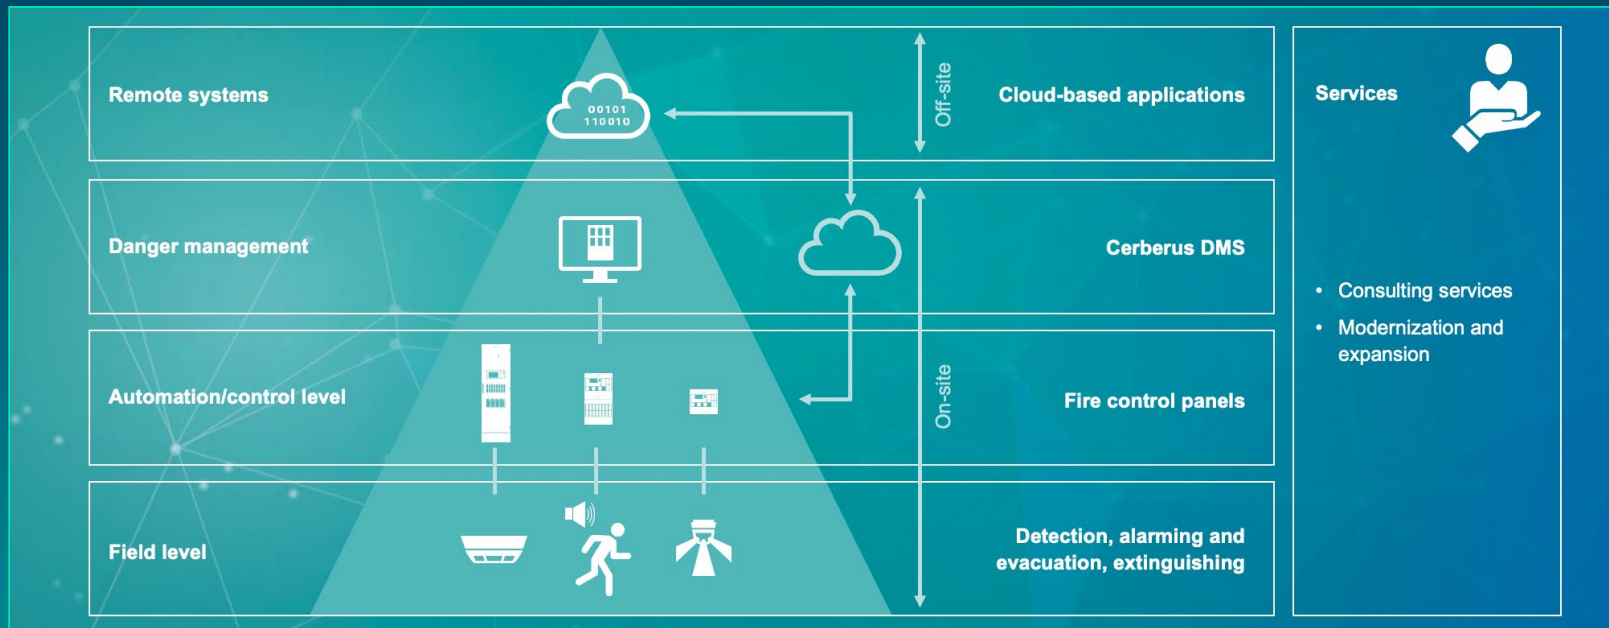 Remote systems
00101
110010
Off-site
Cloud-based applications
Danger management
Cerberus DMS
Automation/control level
On-site
Fire control panels
Field level
Detection, alarming and
evacuation, extinguishing
Services
• Consulting services
• Modernization and
expansion